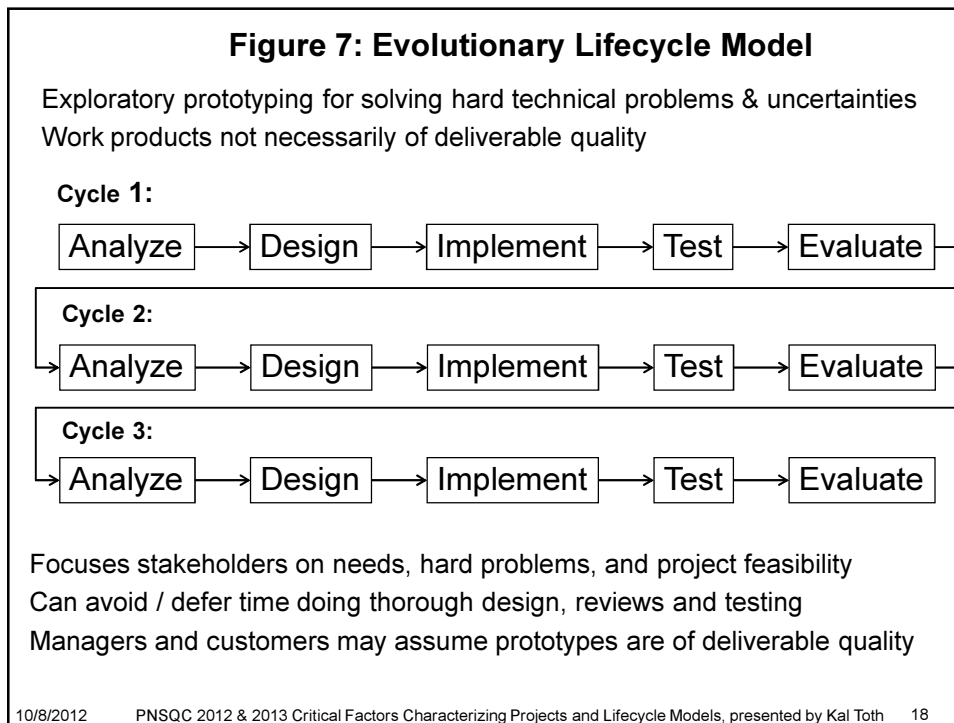 Figure 7: Evolutionary Lifecycle Model
Exploratory prototyping for solving hard technical problems & uncertainties
Work products not necessarily of deliverable quality
Cycle 1:
Analyze Design Implement Test Evaluate
Cycle 2:
Analyze Design Implement Test Evaluate
Cycle 3:
Analyze Design Implement Test Evaluate
Focuses stakeholders on needs, hard problems, and project feasibility
Can avoid / defer time doing thorough design, reviews and testing
Managers and customers may assume prototypes are of deliverable quality
10/8/2012 PNSQC 2012 & 2013 Critical Factors Characterizing Projects and Lifecycle Models, presented by Kal Toth 18